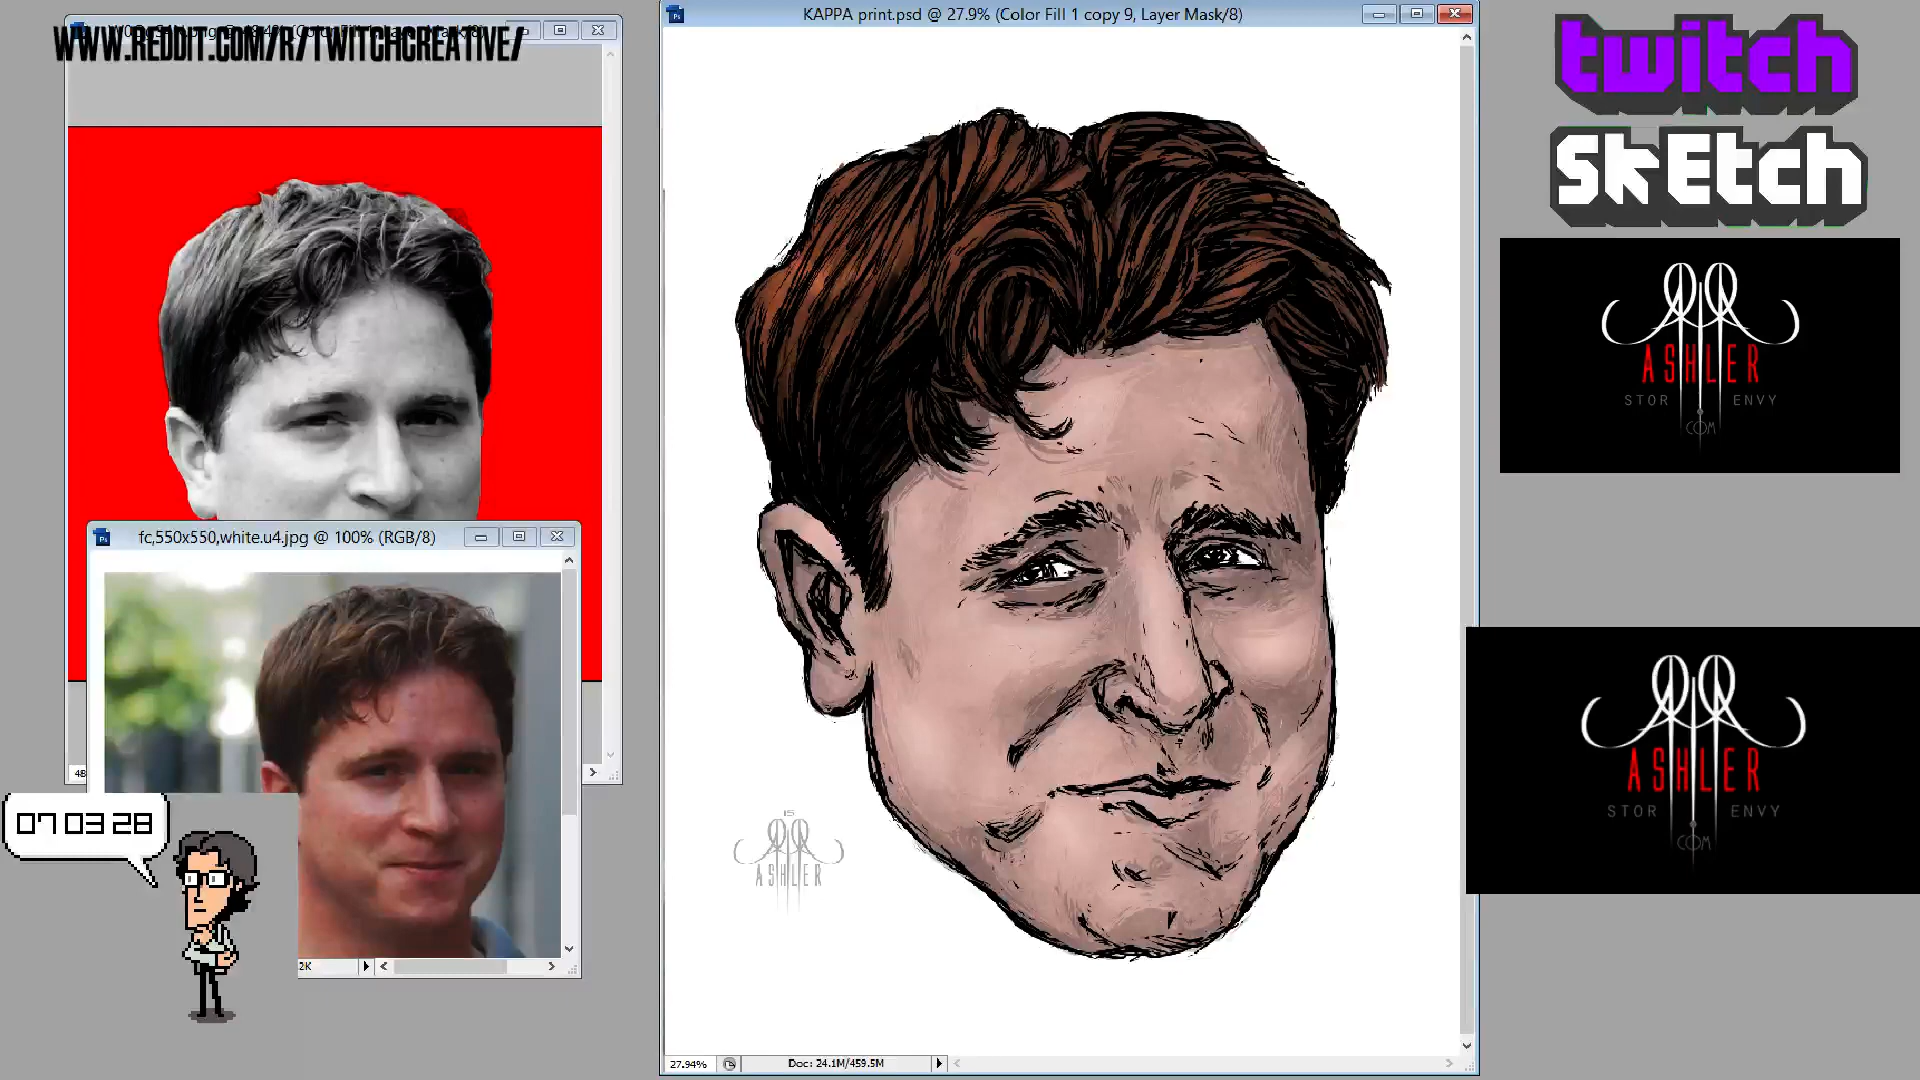 WWW.REDDIT.COM/R/TWITCHCREATIVE/
KAPPA print.psd @ 27.9% (Color Fill 1 copy 9, Layer Mask/8)
twitch
SkEtch
ASHLER
STOR ENVY
COM
fc,550x550,white.u4.jpg @ 100% (RGB/8)
ASHLER
STOR ENVY
COM
48
07 03 28
15
ASHLER
2K
27.94%
Doc: 24.1M/459.5M